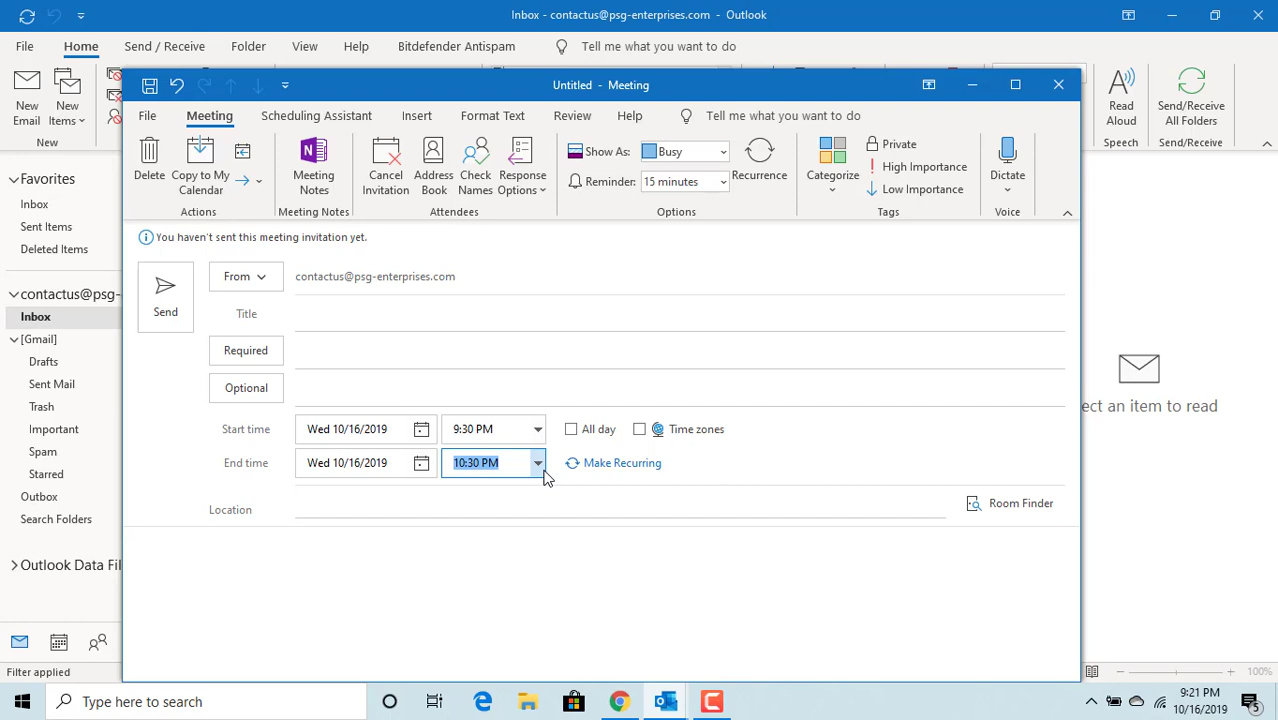 Inbox - contactus@psg-enterprises.com - Outlook
File Home Send / Receive Folder View Help Bitdefender Antispam Tell me what you want to do
New Email
New Items
New
Read Aloud
Speech
Send/Receive All Folders
Send/Receive
Untitled - Meeting
File Meeting Scheduling Assistant Insert Format Text Review Help Tell me what you want to do
Delete
Copy to My Calendar
Actions
Meeting Notes
Meeting Notes
Cancel Invitation
Address Book
Check Names
Response Options
Attendees
Show As: Busy
Reminder: 15 minutes
Recurrence
Options
Categorize
Private
High Importance
Low Importance
Tags
Dictate
Voice
You haven't sent this meeting invitation yet.
Send
From contactus@psg-enterprises.com
Title
Required
Optional
Start time Wed 10/16/2019 9:30 PM All day Time zones
End time Wed 10/16/2019 10:30 PM Make Recurring
Location Room Finder
Favorites
Inbox
Sent Items
Deleted Items
contactus@psg-
Inbox
[Gmail]
Drafts
Sent Mail
Trash
Important
Spam
Starred
Outbox
Search Folders
Outlook Data Fil
ect an item to read
Filter applied
100%
Type here to search
9:21 PM
10/16/2019
5